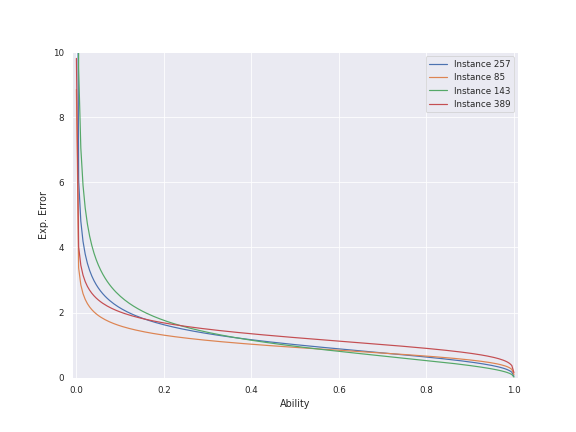 10
8
6
4
2
0
Exp. Error
Instance 257
Instance 85
Instance 143
Instance 389
0.0 0.2 0.4 0.6 0.8 1.0
Ability